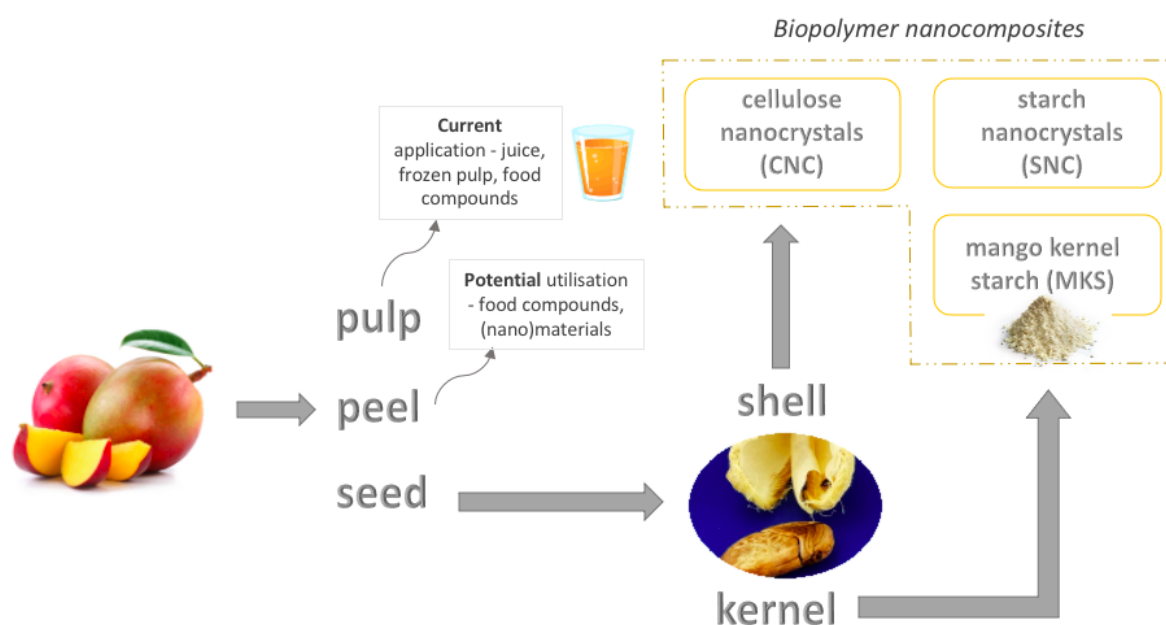 Biopolymer nanocomposites
cellulose
nanocrystals
(CNC)
starch
nanocrystals
(SNC)
mango kernel
starch (MKS)
Current
application - juice,
frozen pulp, food
compounds
Potential utilisation
- food compounds,
(nano)materials
pulp
peel
seed
shell
kernel